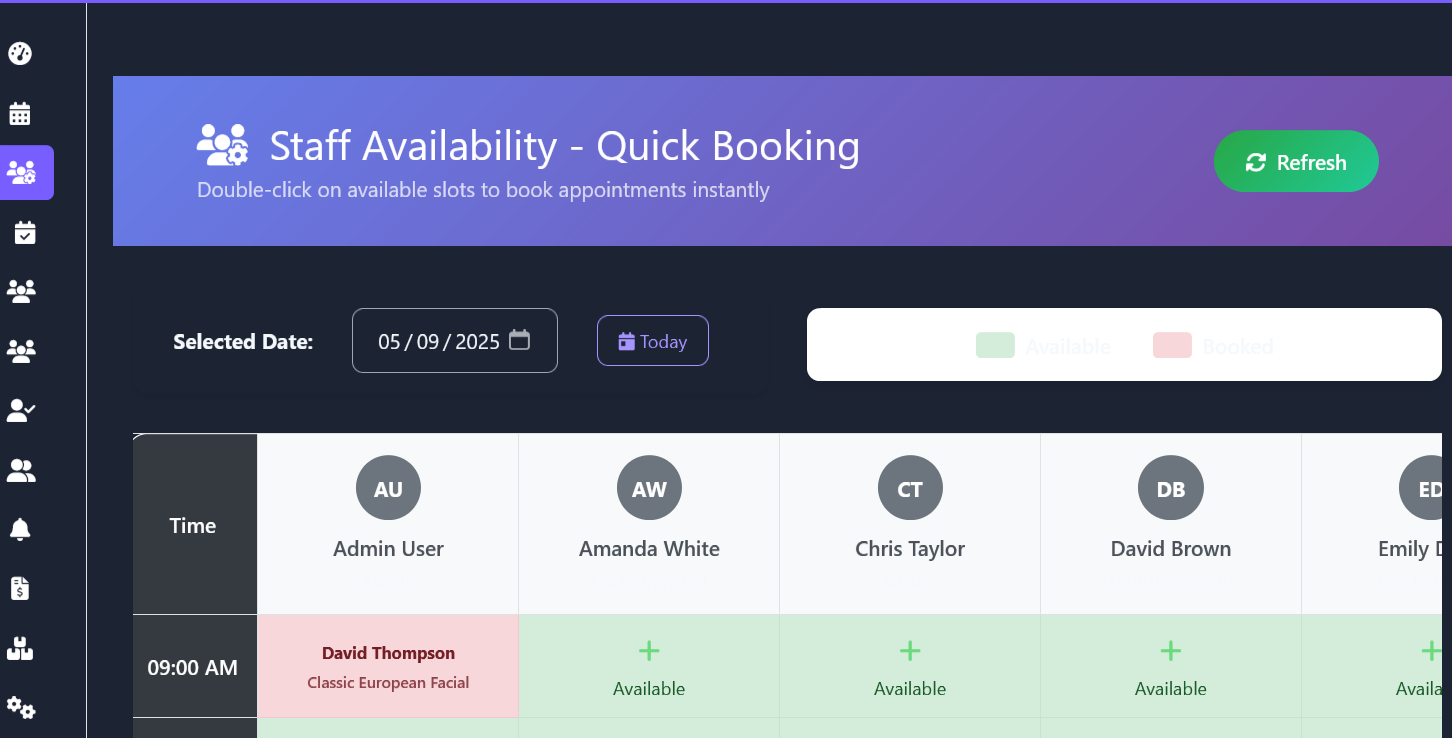 Staff Availability - Quick Booking
Double-click on available slots to book appointments instantly
Refresh
Selected Date:
05/09/2025
Today
Available
Booked
Time
AU
Admin User
AW
Amanda White
CT
Chris Taylor
DB
David Brown
ED
Emily D
09:00 AM
David Thompson
Classic European Facial
Available
Available
Available
Availa